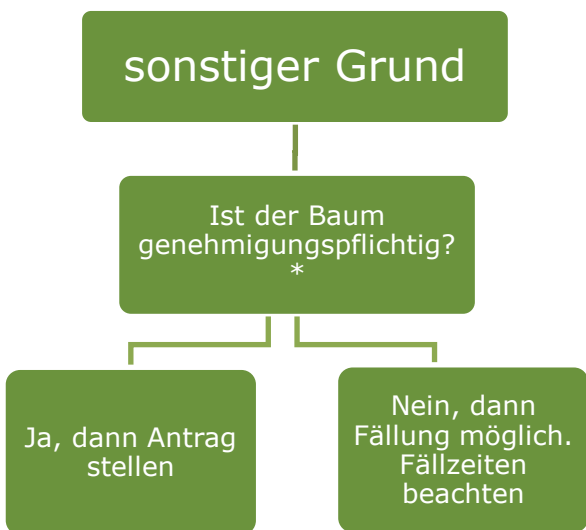 sonstiger Grund
Ist der Baum
genehmigungspflichtig?
*
Ja, dann Antrag
stellen
Nein, dann
Fällung möglich.
Fällzeiten
beachten